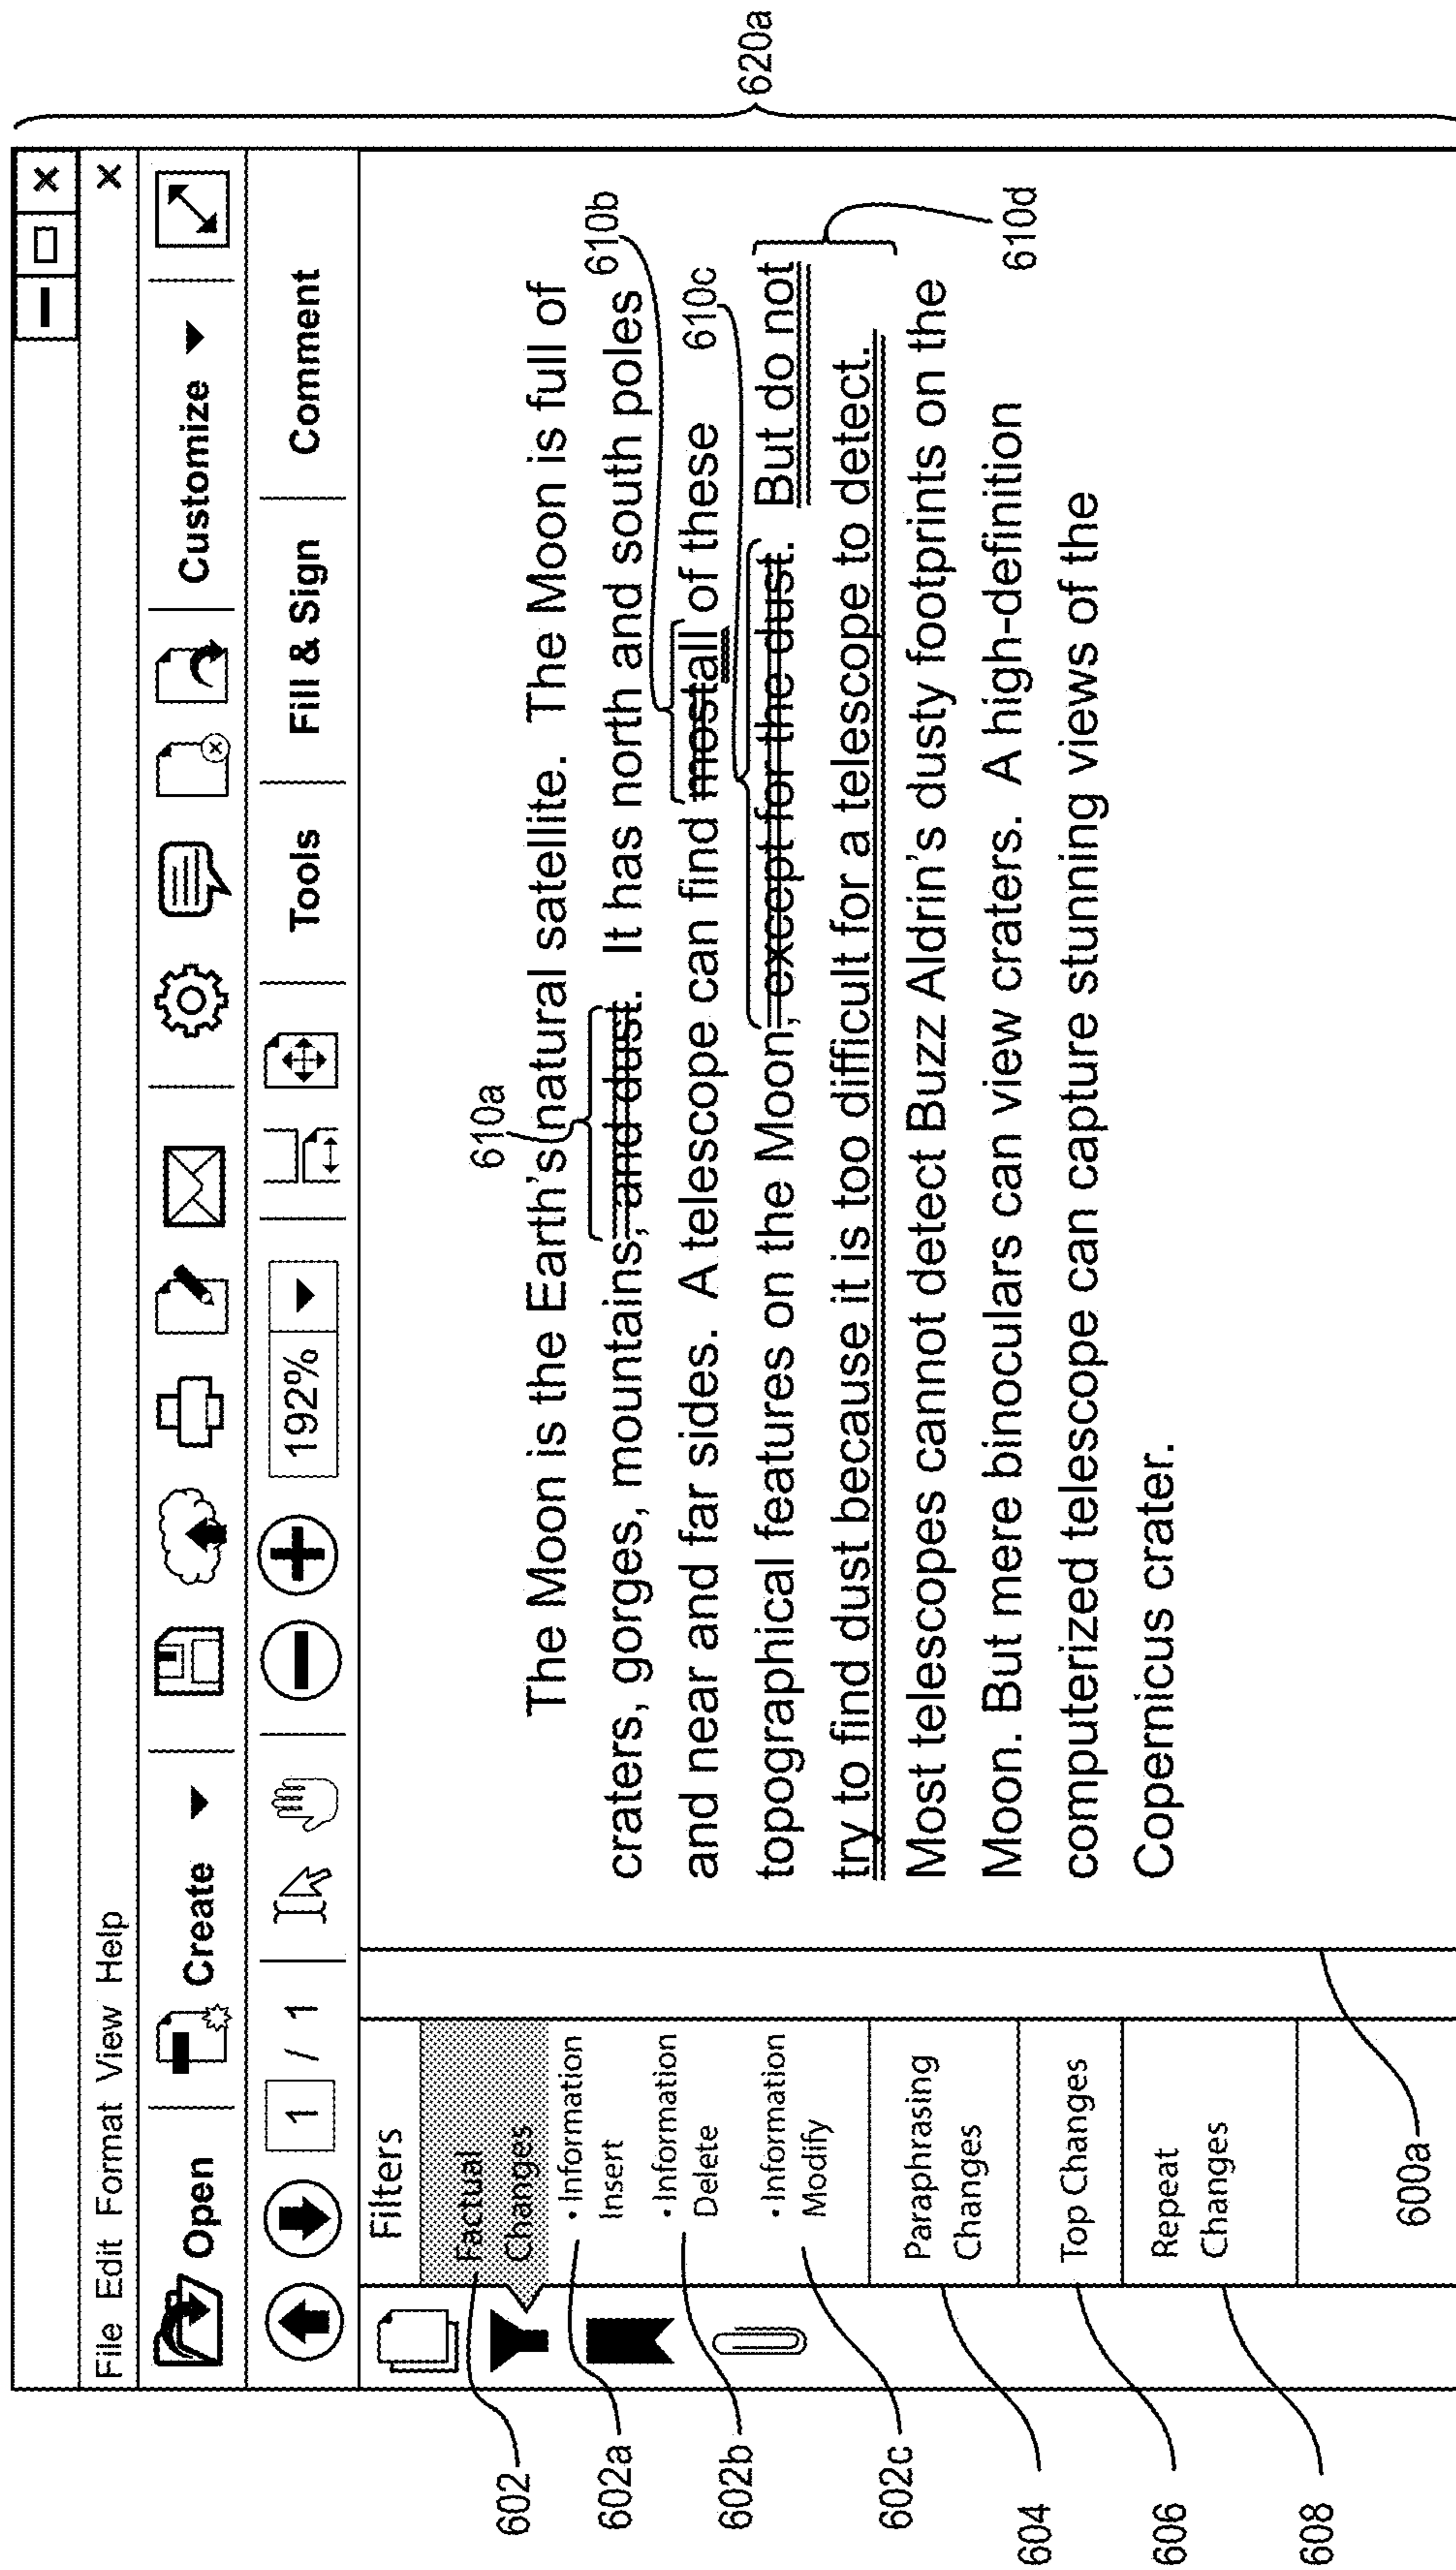 File Edit Format View Help
Open
Create
Customize
1 / 1
192%
Tools
Fill & Sign
Comment
Filters
Factual
Changes
• Information
Insert
• Information
Delete
• Information
Modify
Paraphrasing
Changes
Top Changes
Repeat
Changes
600a
602
602a
602b
602c
604
606
608
610a
610b
610c
610d
620a
The Moon is the Earth's natural satellite. The Moon is full of
craters, gorges, mountains, and dust. It has north and south poles
and near and far sides. A telescope can find mostall of these
topographical features on the Moon, except for the dust. But do not
try to find dust because it is too difficult for a telescope to detect.
Most telescopes cannot detect Buzz Aldrin's dusty footprints on the
Moon. But mere binoculars can view craters. A high-definition
computerized telescope can capture stunning views of the
Copernicus crater.